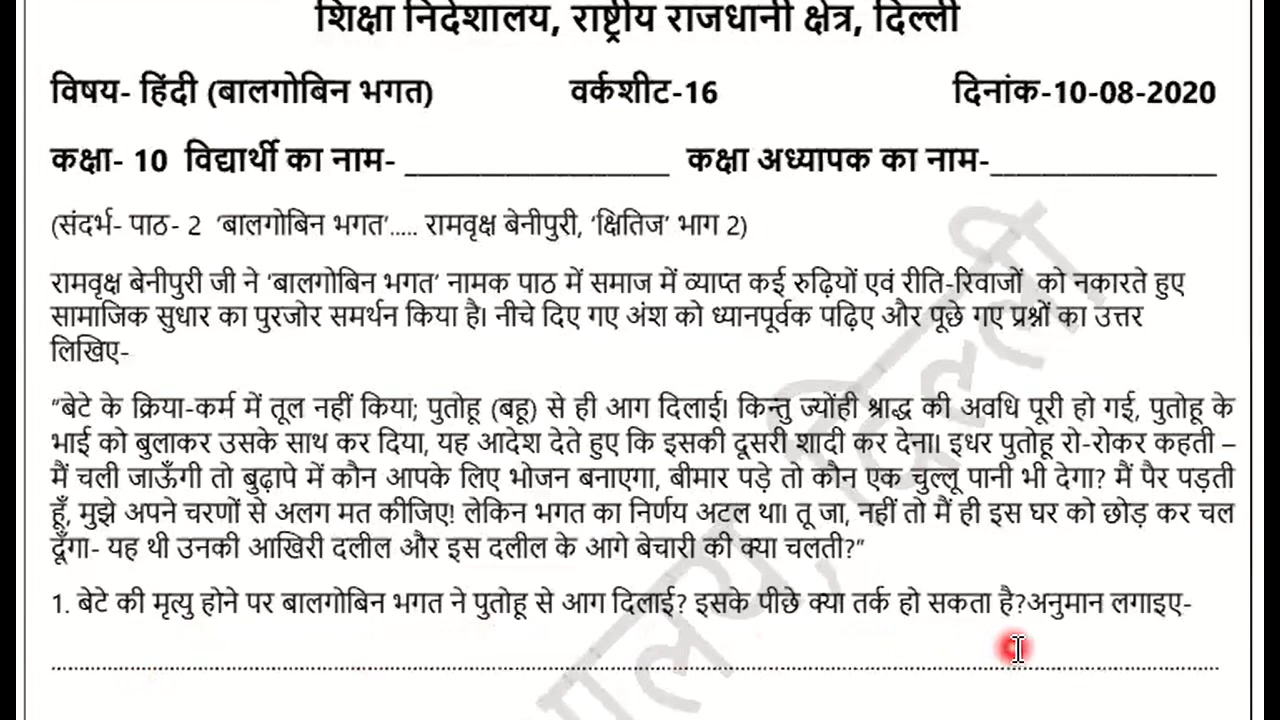 शिक्षा निदेशालय, राष्ट्रीय राजधानी क्षेत्र, दिल्ली
विषय- हिंदी (बालगोबिन भगत) वर्कशीट-16 दिनांक-10-08-2020
कक्षा- 10 विद्यार्थी का नाम- ___________________ कक्षा अध्यापक का नाम-________________
(संदर्भ- पाठ- 2 ‘बालगोबिन भगत’..... रामवृक्ष बेनीपुरी, ‘क्षितिज’ भाग 2)
रामवृक्ष बेनीपुरी जी ने ‘बालगोबिन भगत’ नामक पाठ में समाज में व्याप्त कई रुढ़ियों एवं रीति-रिवाजों को नकारते हुए
सामाजिक सुधार का पुरजोर समर्थन किया है। नीचे दिए गए अंश को ध्यानपूर्वक पढ़िए और पूछे गए प्रश्नों का उत्तर
लिखिए-
“बेटे के क्रिया-कर्म में तूल नहीं किया; पुतोहू (बहू) से ही आग दिलाई। किन्तु ज्योंही श्राद्ध की अवधि पूरी हो गई, पुतोहू के
भाई को बुलाकर उसके साथ कर दिया, यह आदेश देते हुए कि इसकी दूसरी शादी कर देना। इधर पुतोहू रो-रोकर कहती –
मैं चली जाऊँगी तो बुढ़ापे में कौन आपके लिए भोजन बनाएगा, बीमार पड़े तो कौन एक चुल्लू पानी भी देगा? मैं पैर पड़ती
हूँ, मुझे अपने चरणों से अलग मत कीजिए! लेकिन भगत का निर्णय अटल था। तू जा, नहीं तो मैं ही इस घर को छोड़ कर चल
दूँगा- यह थी उनकी आखिरी दलील और इस दलील के आगे बेचारी की क्या चलती?”
1. बेटे की मृत्यु होने पर बालगोबिन भगत ने पुतोहू से आग दिलाई? इसके पीछे क्या तर्क हो सकता है?अनुमान लगाइए-